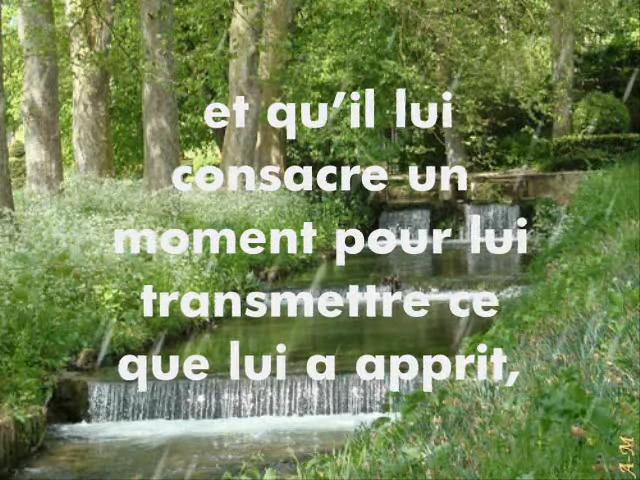 et qu'il lui
consacre un
moment pour lui
transmettre ce
que lui a apprit,
A-M